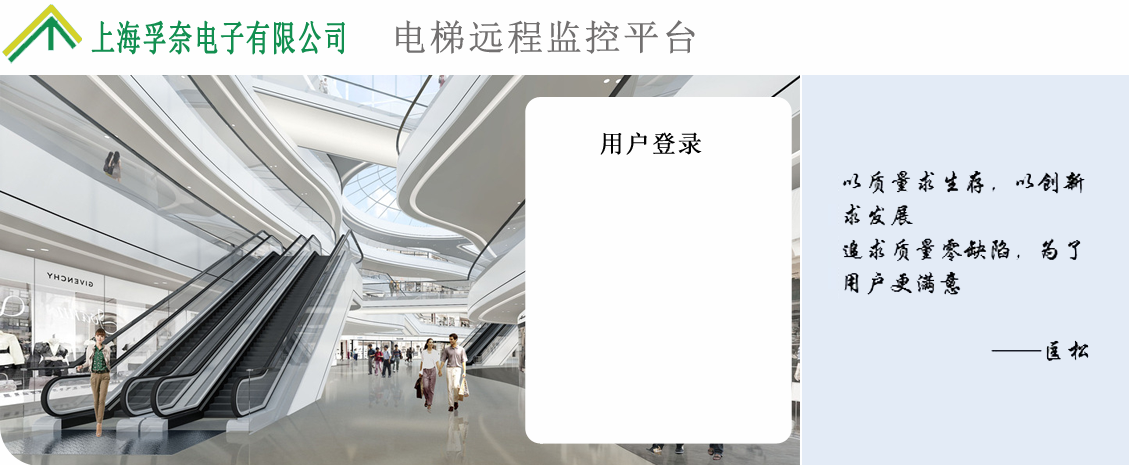 上海孚奈电子有限公司
电梯远程监控平台
用户登录
以质量求生存，以创新
求发展
追求质量零缺陷，为了
用户更满意
——匡松
GIVENCHY